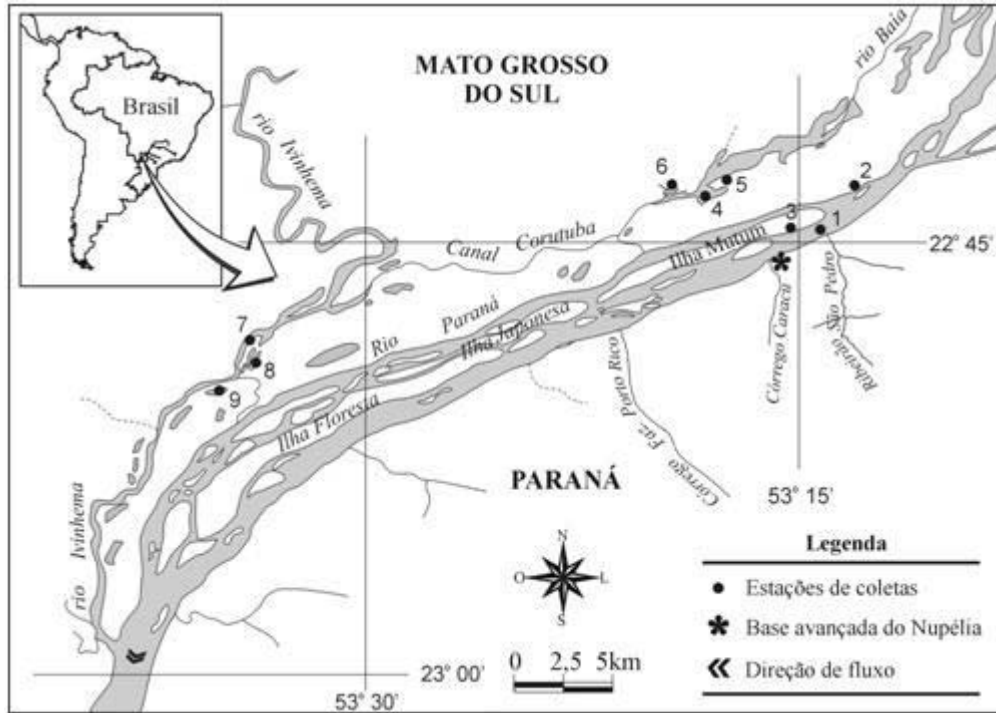 MATO GROSSO
DO SUL
Brasil
rio Baía
rio Ivinhema
6
5
4
2
3
1
22° 45'
Canal Corutuba
Ilha Mutum
Rio Paraná
Ilha Japonesa
Ilha Floresta
7
8
9
Córrego Caracu
Ribeirão São Pedro
Córrego Faz. Porto Rico
53° 15'
PARANÁ
rio Ivinhema
N
O
L
S
0 2,5 5km
23° 00'
53° 30'
Legenda
Estações de coletas
Base avançada do Nupélia
Direção de fluxo